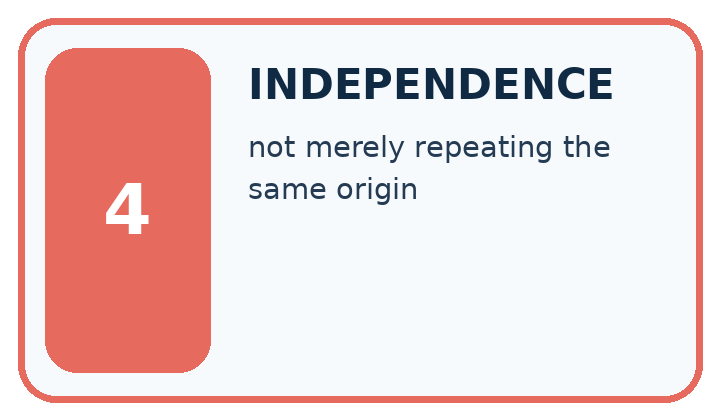 4
INDEPENDENCE
not merely repeating the
same origin